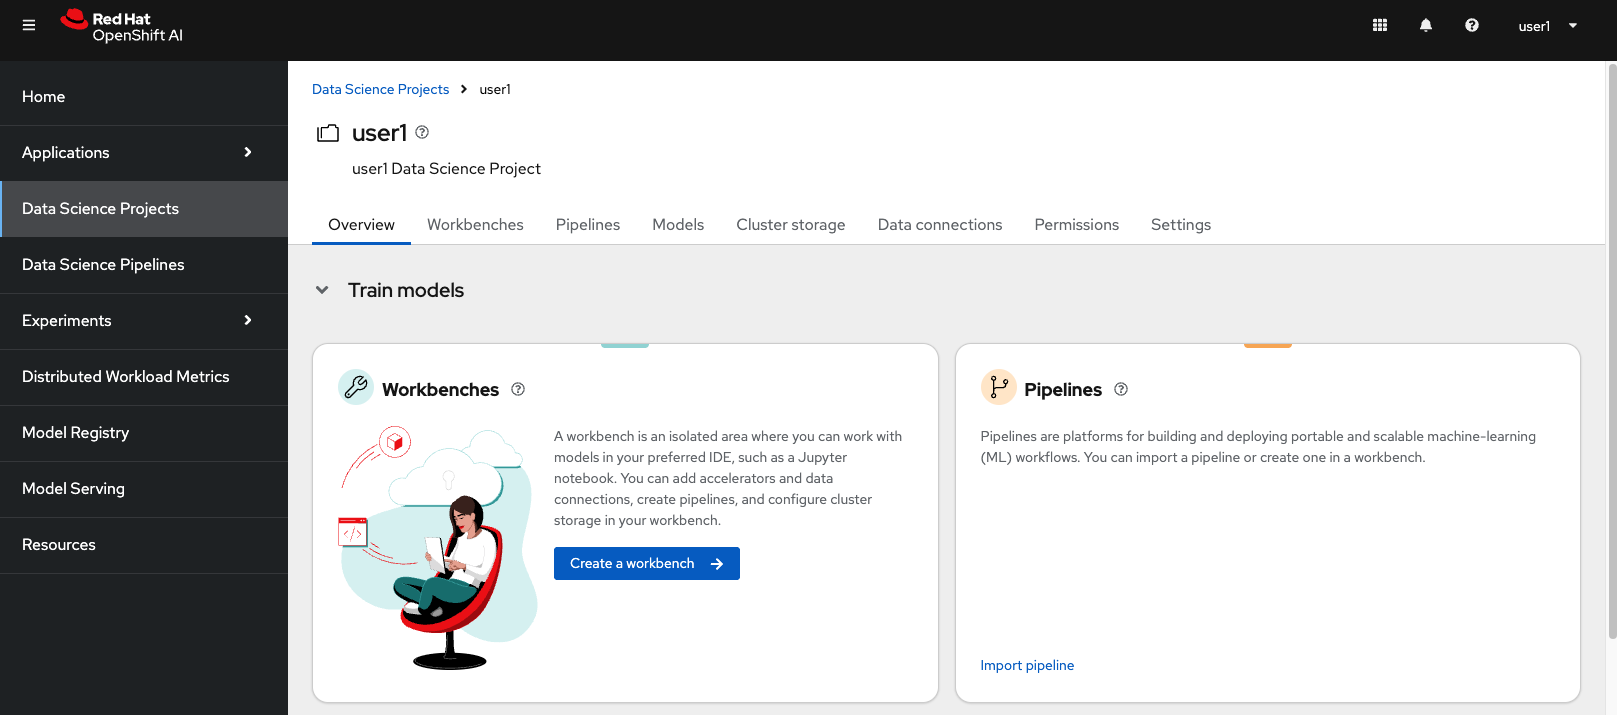 Red Hat
OpenShift AI
user1
Home
Applications
Data Science Projects
Data Science Pipelines
Experiments
Distributed Workload Metrics
Model Registry
Model Serving
Resources
Data Science Projects > user1
user1
user1 Data Science Project
Overview Workbenches Pipelines Models Cluster storage Data connections Permissions Settings
Train models
Workbenches
A workbench is an isolated area where you can work with
models in your preferred IDE, such as a Jupyter
notebook. You can add accelerators and data
connections, create pipelines, and configure cluster
storage in your workbench.
Create a workbench →
Pipelines
Pipelines are platforms for building and deploying portable and scalable machine-learning
(ML) workflows. You can import a pipeline or create one in a workbench.
Import pipeline